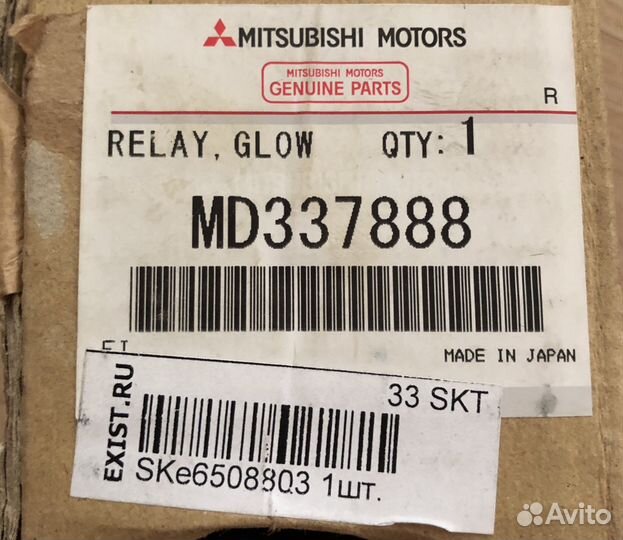 MITSUBISHI MOTORS
MITSUBISHI MOTORS
GENUINE PARTS
R
RELAY, GLOW QTY: 1
MD337888
MADE IN JAPAN
EXIST.RU
33 SKT
SKe6508803 1шт.
Avito